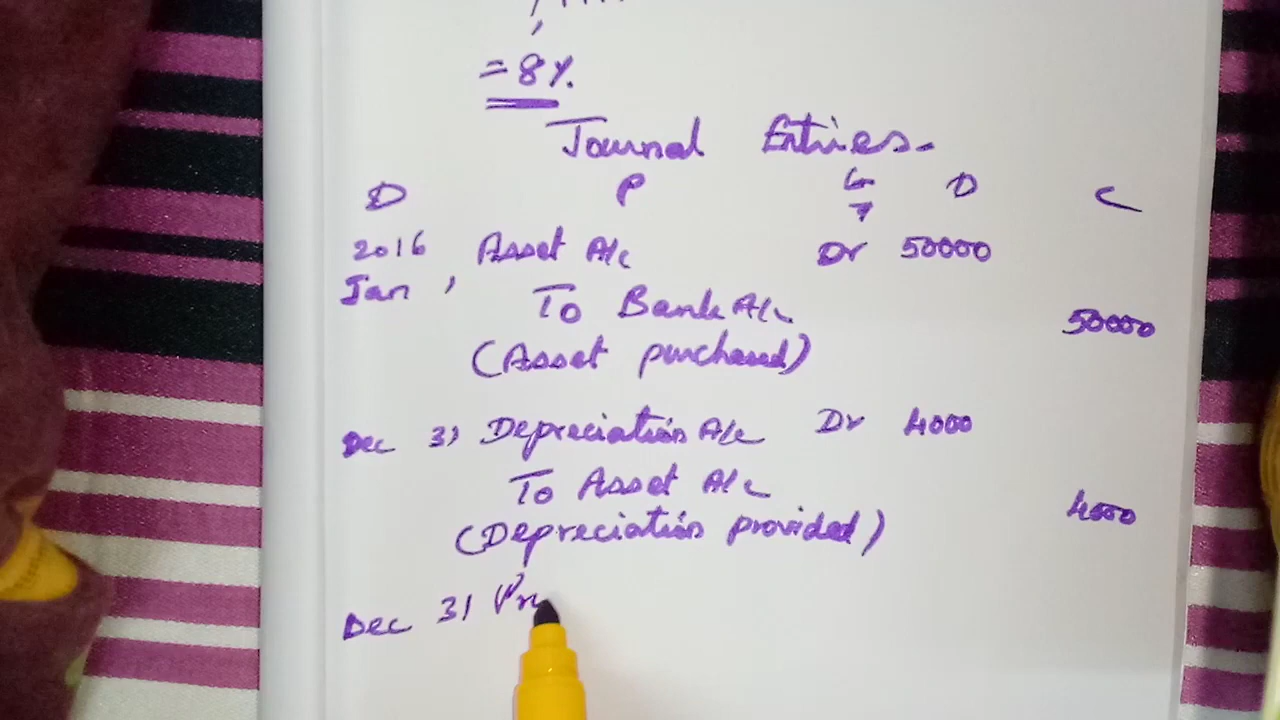 = 8%.
Journal Entries.
D P L F D C
2016 Asset A/c Dr 50000
Jan 1
To Bank A/c 50000
(Asset purchased)
Dec 31 Depreciation A/c Dr 4000
To Asset A/c 4000
(Depreciation provided)
Dec 31